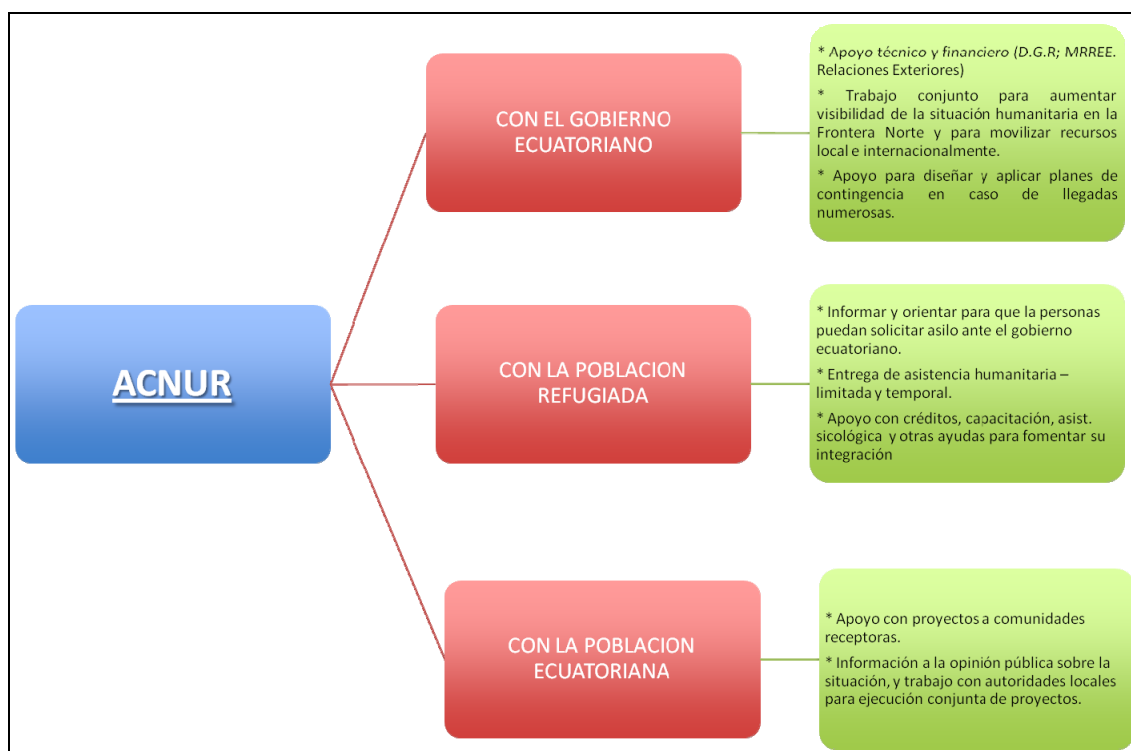 ACNUR
CON EL GOBIERNO
ECUATORIANO
* Apoyo técnico y financiero (D.G.R; MRREE.
Relaciones Exteriores)
* Trabajo conjunto para aumentar
visibilidad de la situación humanitaria en la
Frontera Norte y para movilizar recursos
local e internacionalmente.
* Apoyo para diseñar y aplicar planes de
contingencia en caso de llegadas
numerosas.
CON LA POBLACION
REFUGIADA
* Informar y orientar para que la personas
puedan solicitar asilo ante el gobierno
ecuatoriano.
* Entrega de asistencia humanitaria –
limitada y temporal.
* Apoyo con créditos, capacitación, asist.
sicológica y otras ayudas para fomentar su
integración
CON LA POBLACION
ECUATORIANA
* Apoyo con proyectos a comunidades
receptoras.
* Información a la opinión pública sobre la
situación, y trabajo con autoridades locales
para ejecución conjunta de proyectos.